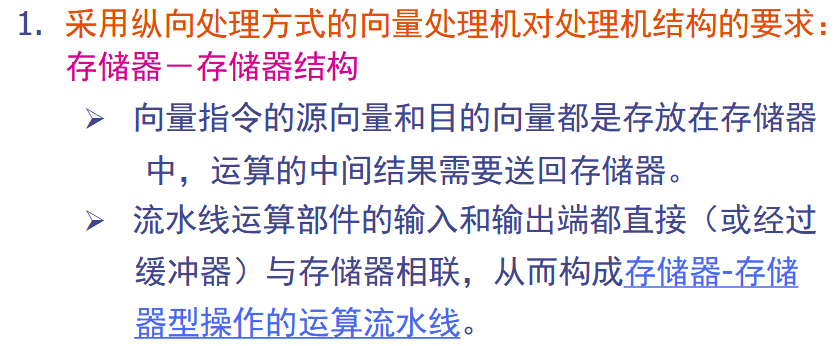 1. 采用纵向处理方式的向量处理机对处理机结构的要求：
存储器－存储器结构
➢ 向量指令的源向量和目的向量都是存放在存储器
中，运算的中间结果需要送回存储器。
➢ 流水线运算部件的输入和输出端都直接（或经过
缓冲器）与存储器相联，从而构成存储器-存储
器型操作的运算流水线。